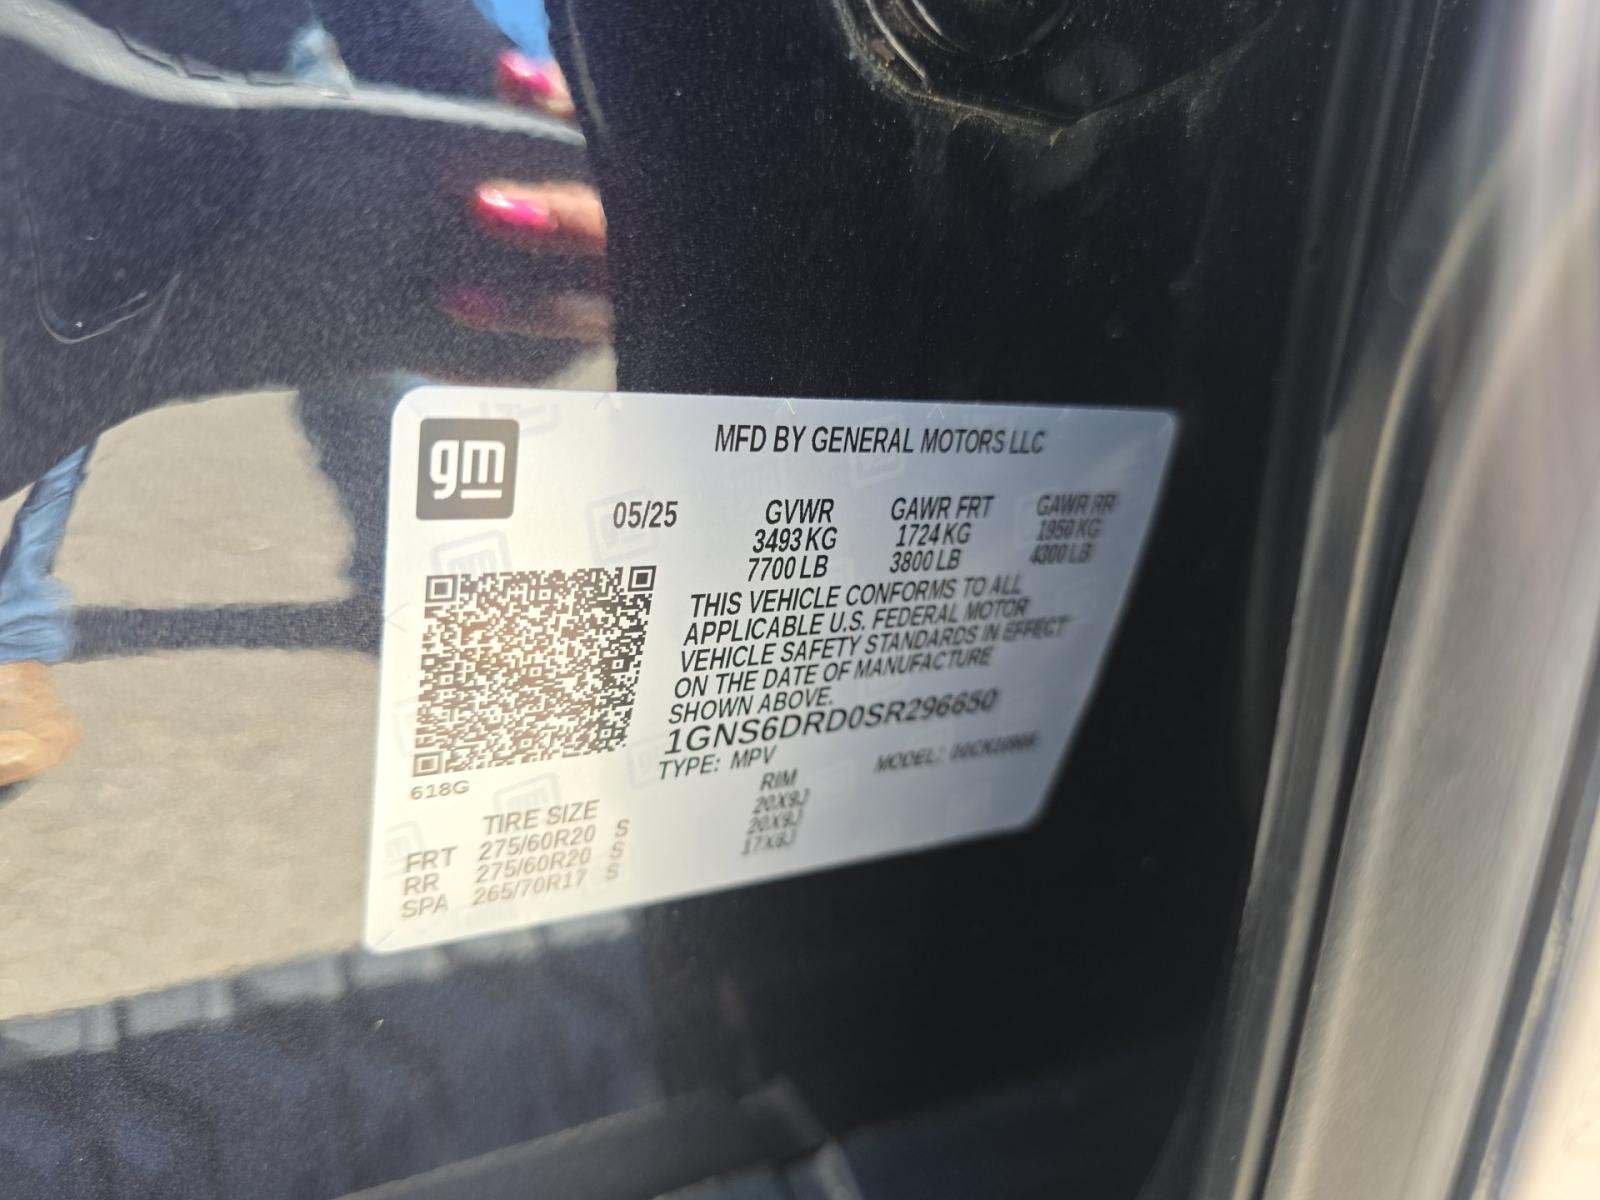 gm
MFD BY GENERAL MOTORS LLC
05/25 GVWR GAWR FRT GAWR RR
3493 KG 1724 KG 1950 KG
7700 LB 3800 LB 4300 LB
THIS VEHICLE CONFORMS TO ALL
APPLICABLE U.S. FEDERAL MOTOR
VEHICLE SAFETY STANDARDS IN EFFECT
ON THE DATE OF MANUFACTURE
SHOWN ABOVE.
1GNS6DRD0SR296650
TYPE: MPV MODEL:
618G
TIRE SIZE RIM
FRT 275/60R20 S 20X9J
RR 275/60R20 S 20X9J
SPA 265/70R17 S